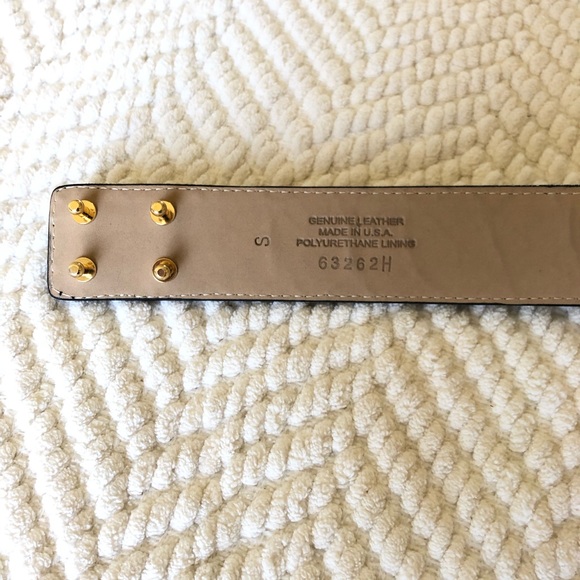 S
GENUINE LEATHER
MADE IN U.S.A.
POLYURETHANE LINING
63262H